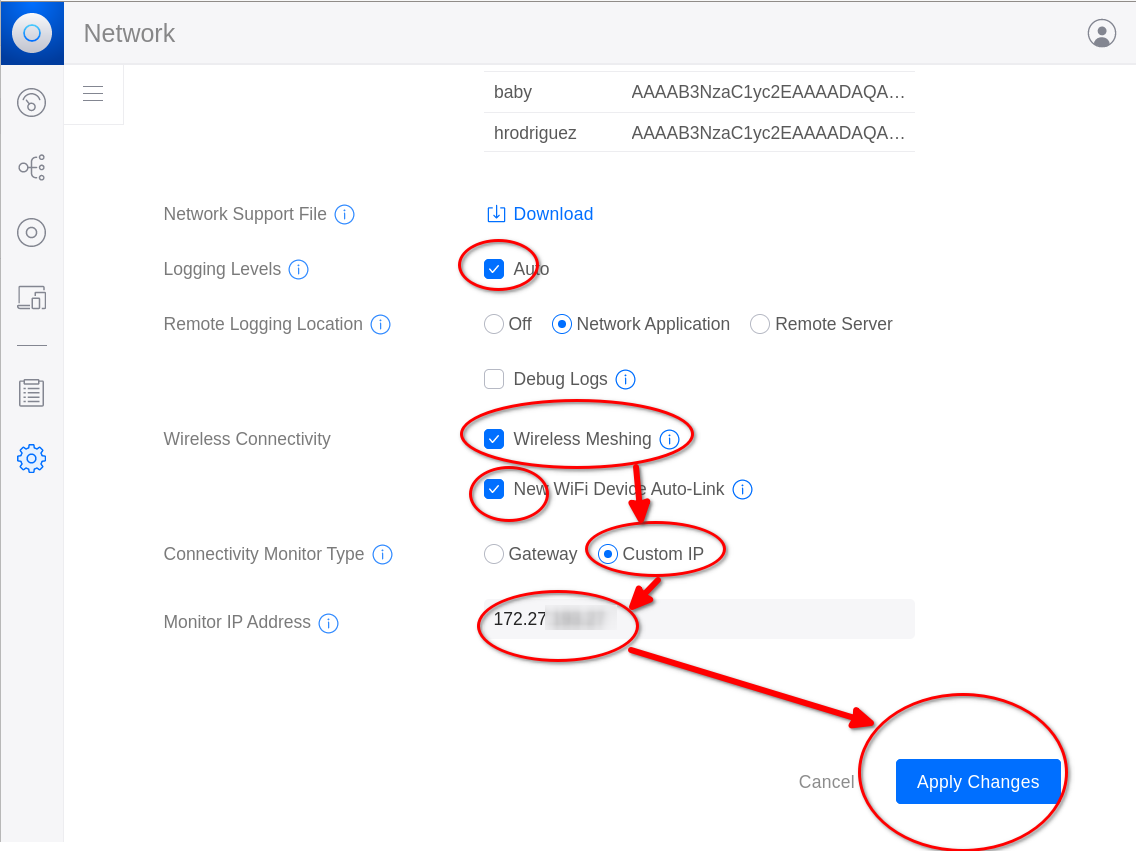 Network
baby AAAAB3NzaC1yc2EAAAADAQA…
hrodriguez AAAAB3NzaC1yc2EAAAADAQA…
Network Support File Download
Logging Levels Auto
Remote Logging Location Off Network Application Remote Server
Debug Logs
Wireless Connectivity Wireless Meshing
New WiFi Device Auto-Link
Connectivity Monitor Type Gateway Custom IP
Monitor IP Address 172.27
Cancel Apply Changes